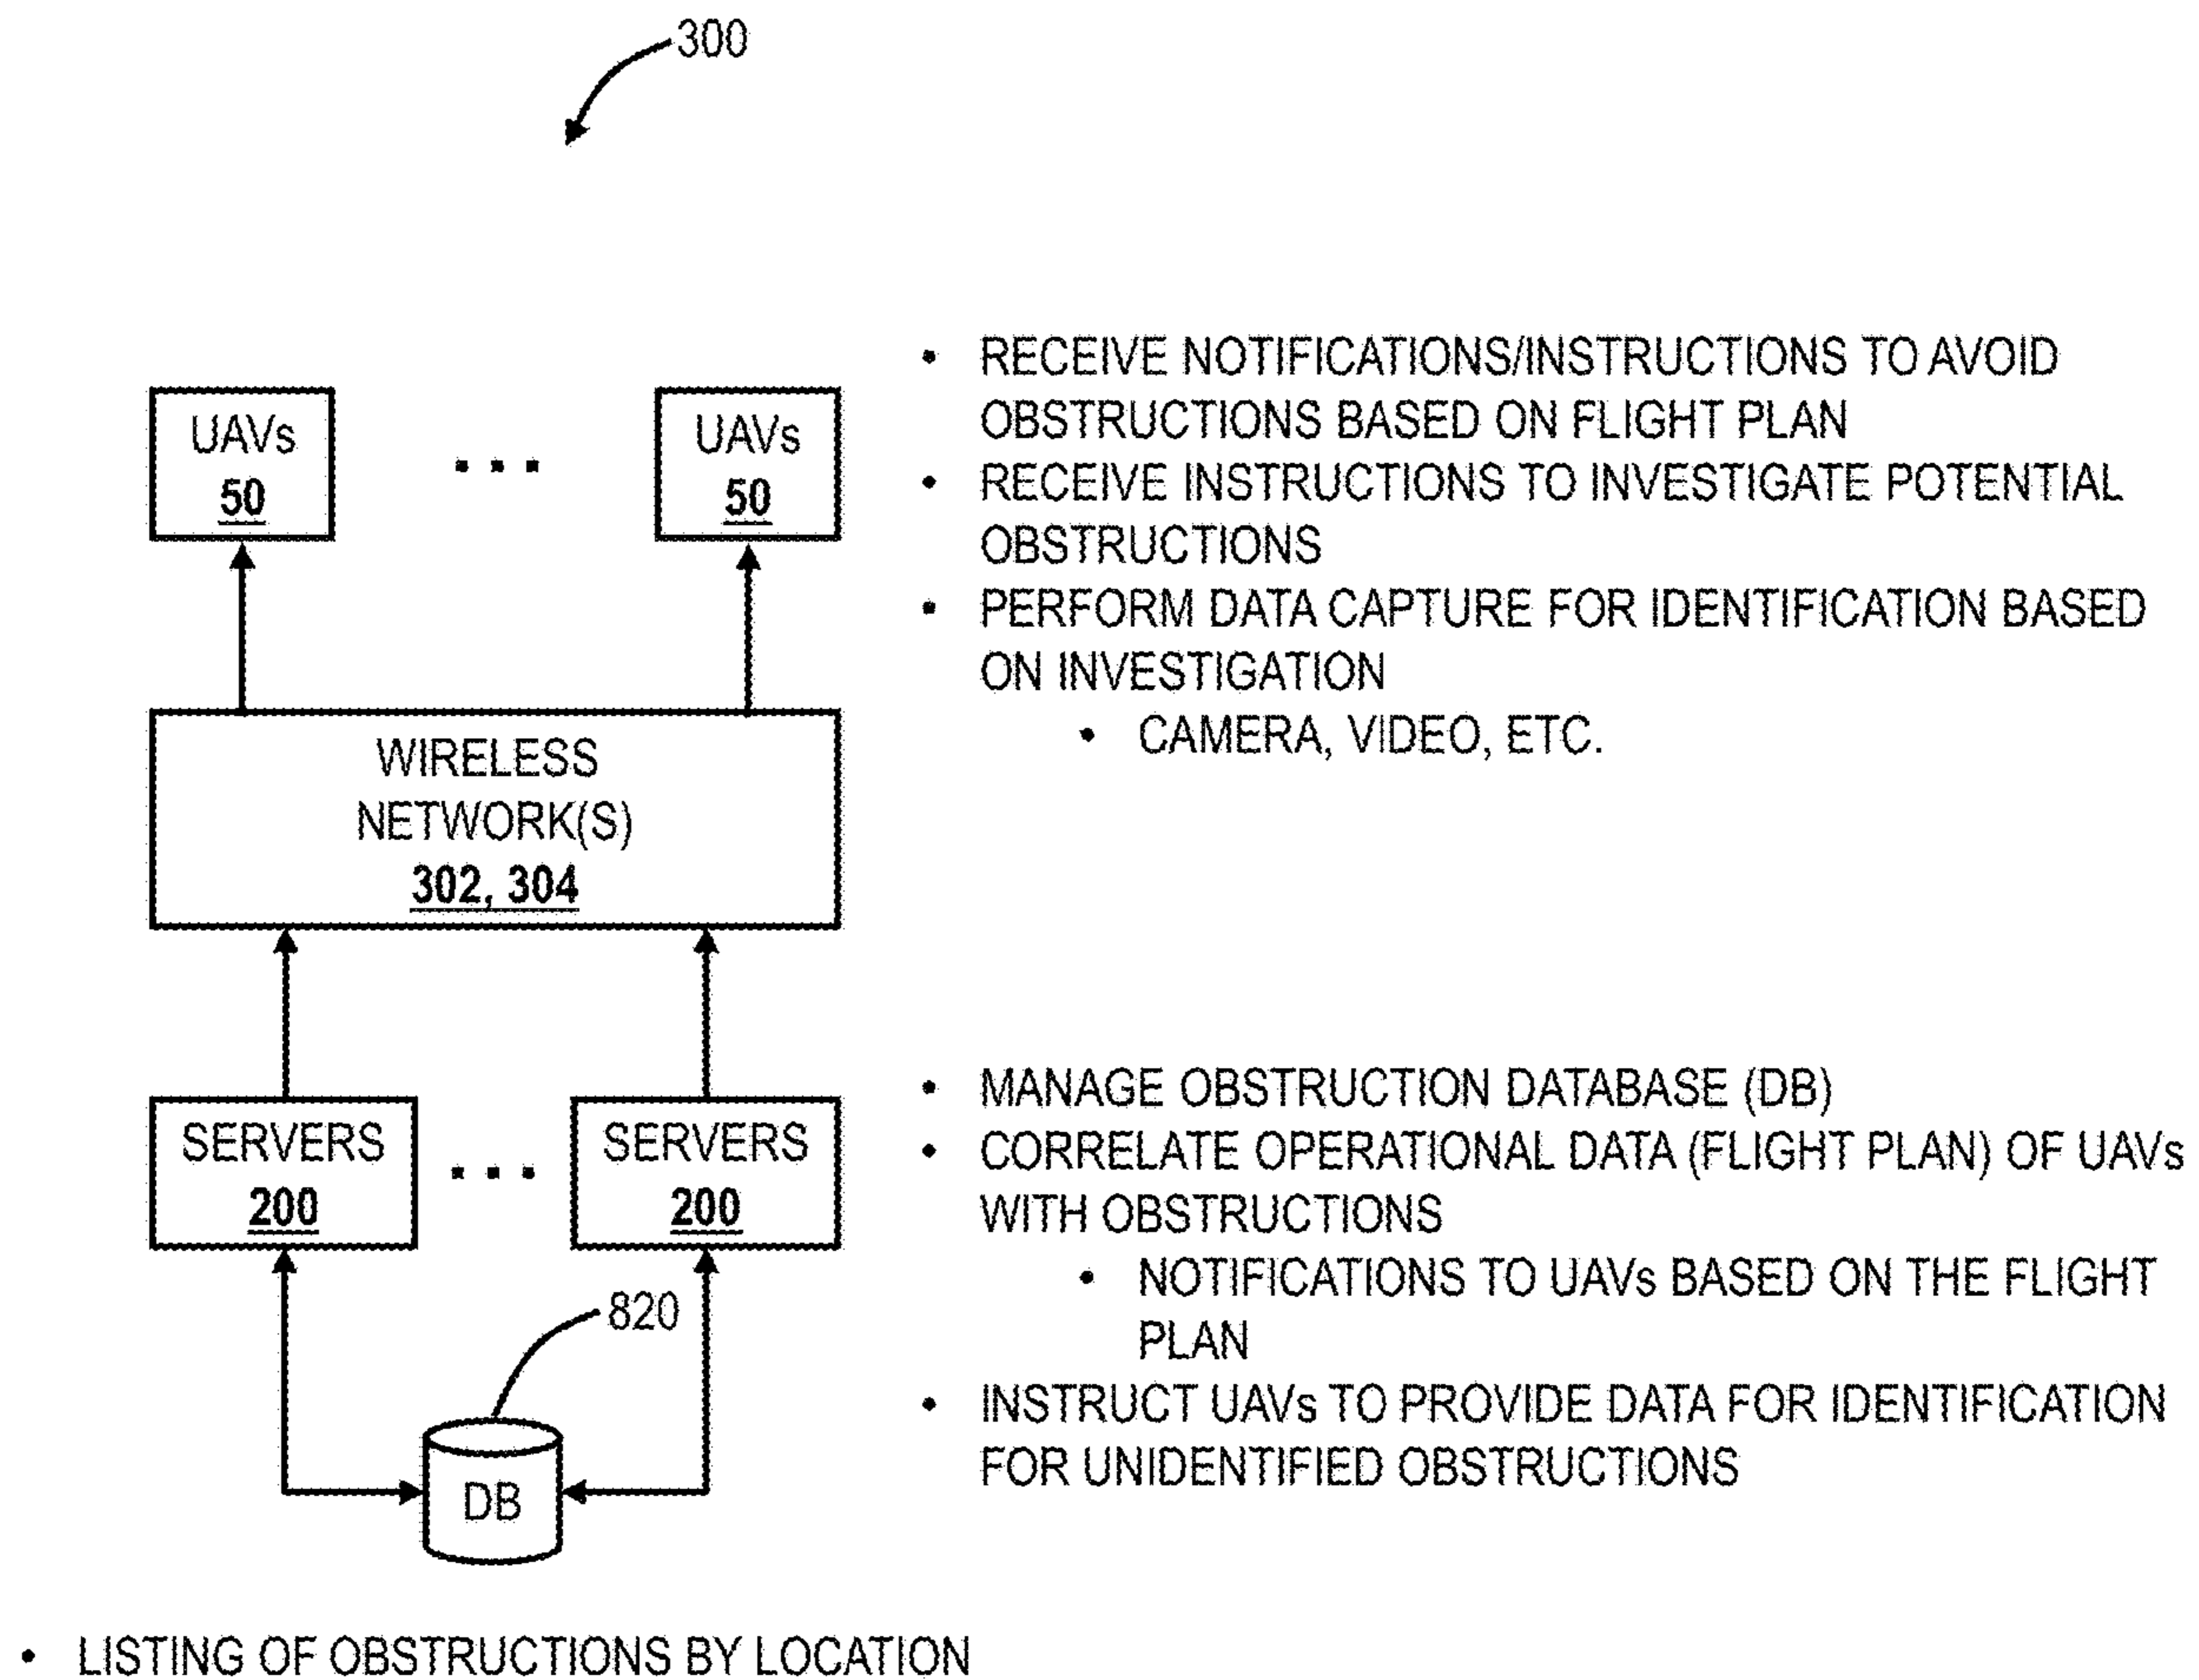 300
UAVs
50
...
UAVs
50
• RECEIVE NOTIFICATIONS/INSTRUCTIONS TO AVOID
OBSTRUCTIONS BASED ON FLIGHT PLAN
• RECEIVE INSTRUCTIONS TO INVESTIGATE POTENTIAL
OBSTRUCTIONS
• PERFORM DATA CAPTURE FOR IDENTIFICATION BASED
ON INVESTIGATION
• CAMERA, VIDEO, ETC.
WIRELESS
NETWORK(S)
302, 304
SERVERS
200
...
SERVERS
200
• MANAGE OBSTRUCTION DATABASE (DB)
• CORRELATE OPERATIONAL DATA (FLIGHT PLAN) OF UAVs
WITH OBSTRUCTIONS
• NOTIFICATIONS TO UAVs BASED ON THE FLIGHT
PLAN
• INSTRUCT UAVs TO PROVIDE DATA FOR IDENTIFICATION
FOR UNIDENTIFIED OBSTRUCTIONS
820
DB
• LISTING OF OBSTRUCTIONS BY LOCATION